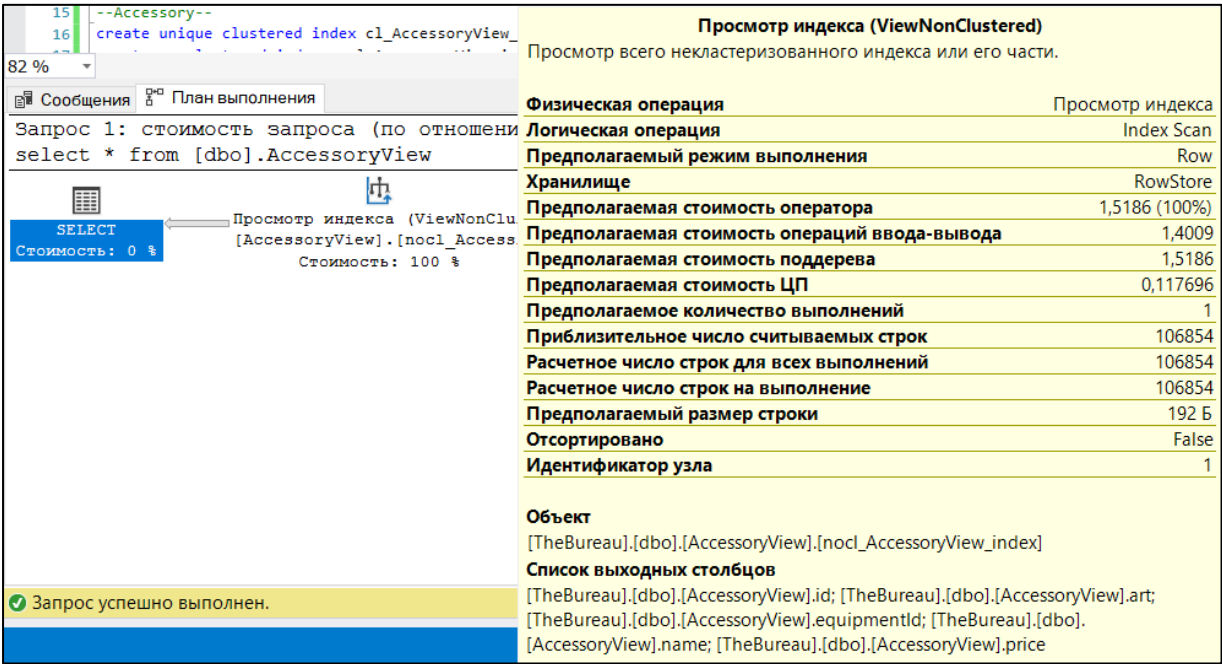 15 --Accessory--
16 create unique clustered index cl_AccessoryView_
82 %
Сообщения План выполнения
Запрос 1: стоимость запроса (по отношени
select * from [dbo].AccessoryView
SELECT
Стоимость: 0 %
Просмотр индекса (ViewNonClu
[AccessoryView].[nocl_Access
Стоимость: 100 %
Запрос успешно выполнен.
Просмотр индекса (ViewNonClustered)
Просмотр всего некластеризованного индекса или его части.
Физическая операция Просмотр индекса
Логическая операция Index Scan
Предполагаемый режим выполнения Row
Хранилище RowStore
Предполагаемая стоимость оператора 1,5186 (100%)
Предполагаемая стоимость операций ввода-вывода 1,4009
Предполагаемая стоимость поддерева 1,5186
Предполагаемая стоимость ЦП 0,117696
Предполагаемое количество выполнений 1
Приблизительное число считываемых строк 106854
Расчетное число строк для всех выполнений 106854
Расчетное число строк на выполнение 106854
Предполагаемый размер строки 192 Б
Отсортировано False
Идентификатор узла 1
Объект
[TheBureau].[dbo].[AccessoryView].[nocl_AccessoryView_index]
Список выходных столбцов
[TheBureau].[dbo].[AccessoryView].id; [TheBureau].[dbo].[AccessoryView].art;
[TheBureau].[dbo].[AccessoryView].equipmentId; [TheBureau].[dbo].
[AccessoryView].name; [TheBureau].[dbo].[AccessoryView].price